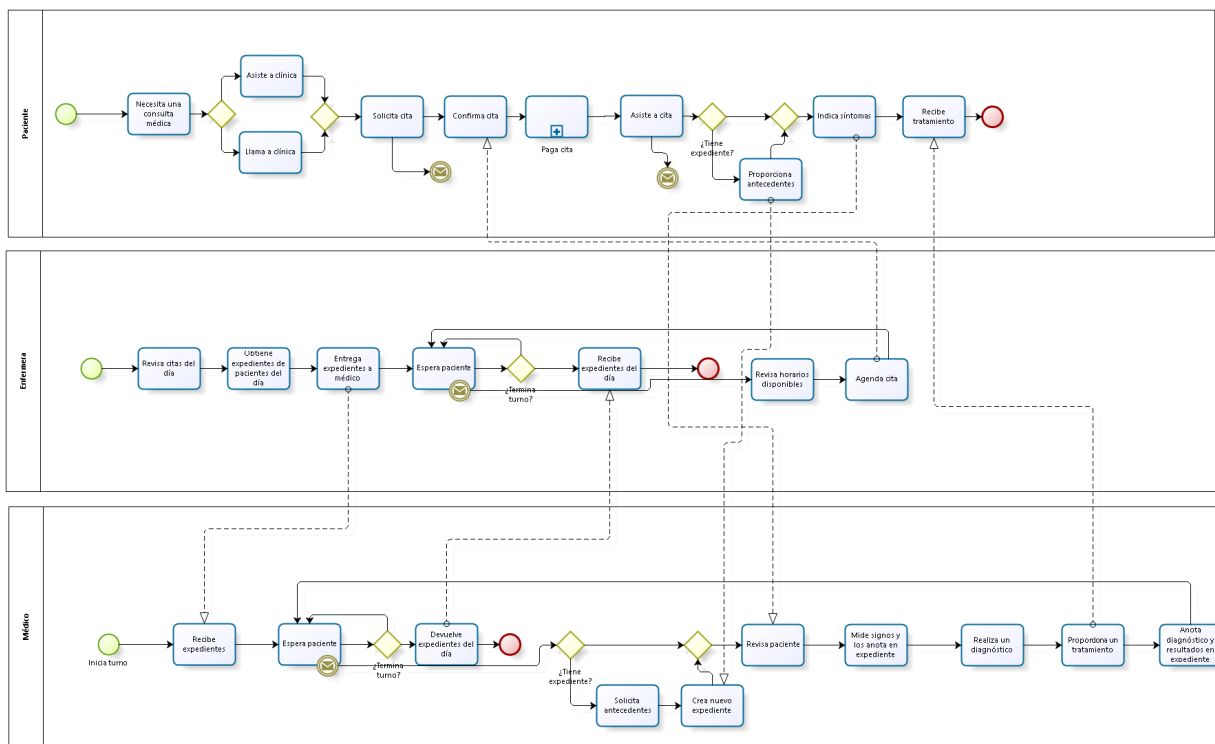 Paciente
Necesita una
consulta
médica
Asiste a clínica
Llama a clínica
Solicita cita
Confirma cita
Paga cita
Asiste a cita
¿Tiene
expediente?
Proporciona
antecedentes
Indica síntomas
Recibe
tratamiento
Enfermera
Revisa citas del
día
Obtiene
expedientes de
pacientes del
día
Entrega
expedientes a
médico
Espera paciente
¿Termina
turno?
Recibe
expedientes del
día
Revisa horarios
disponibles
Agenda cita
Médico
Inicia turno
Recibe
expedientes
Espera paciente
¿Termina
turno?
Devuelve
expedientes del
día
¿Tiene
expediente?
Solicita
antecedentes
Crea nuevo
expediente
Revisa paciente
Mide signos y
los anota en
expediente
Realiza un
diagnóstico
Proporciona un
tratamiento
Anota
diagnóstico y
resultados en
expediente